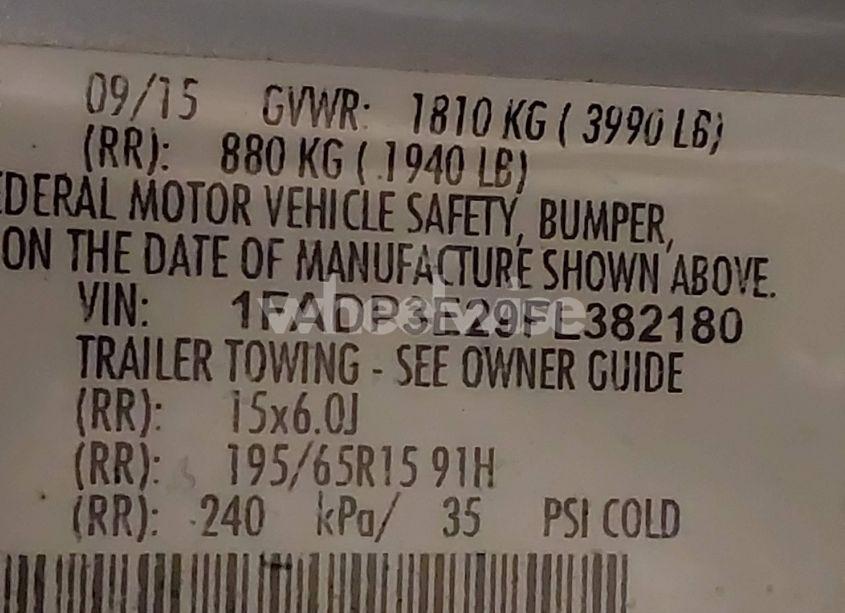 09/15 GVWR: 1810 KG ( 3990 LB)
(RR): 880 KG ( 1940 LB)
EDERAL MOTOR VEHICLE SAFETY, BUMPER,
ON THE DATE OF MANUFACTURE SHOWN ABOVE.
VIN: 1FADP3E29FL382180
TRAILER TOWING - SEE OWNER GUIDE
(RR): 15x6.0J
(RR): 195/65R15 91H
(RR): 240 kPa/ 35 PSI COLD